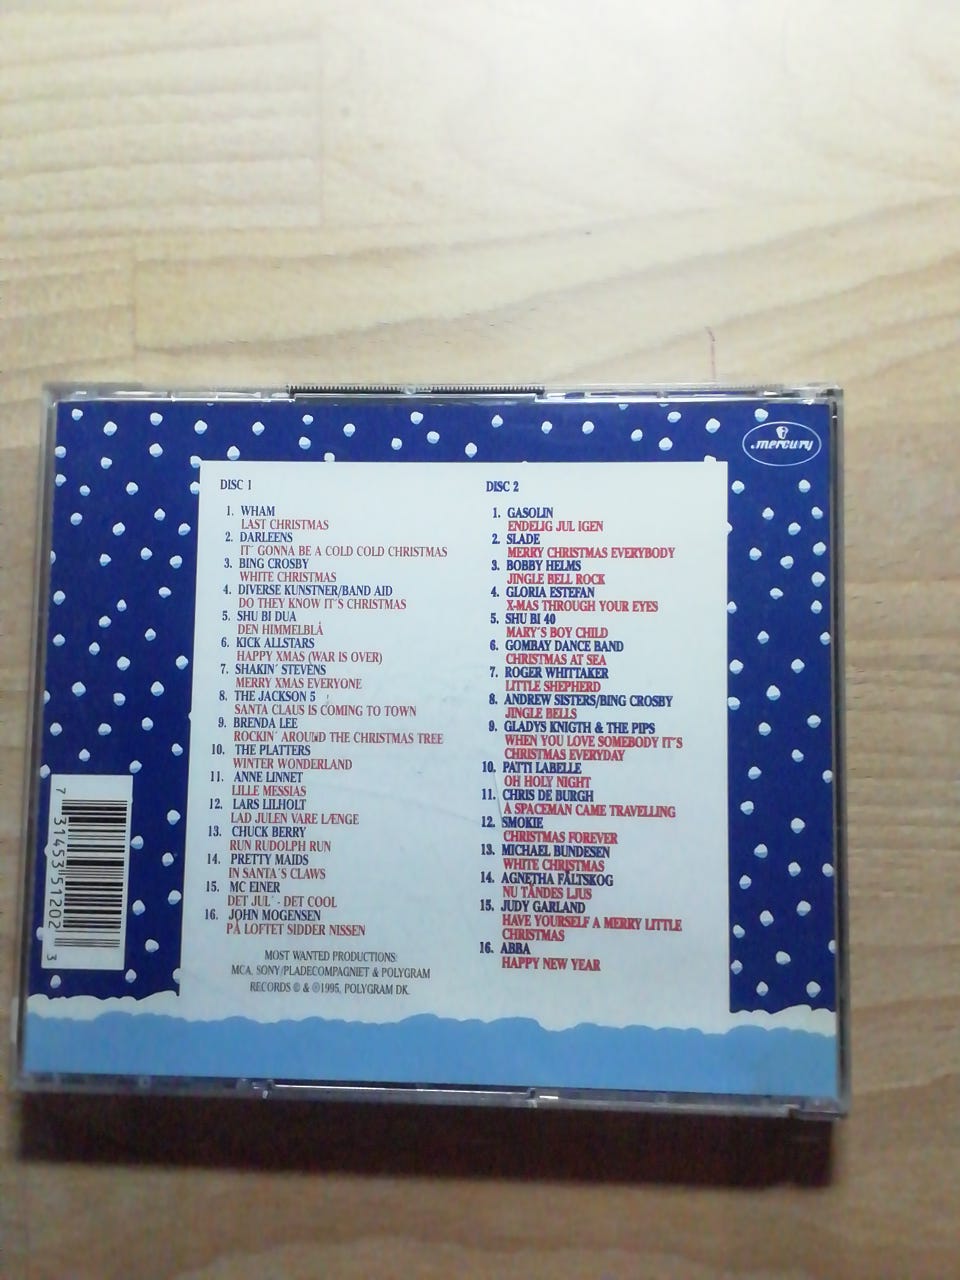 mercury
DISC 1
1. WHAM
LAST CHRISTMAS
2. DARLEENS
IT´ GONNA BE A COLD COLD CHRISTMAS
3. BING CROSBY
WHITE CHRISTMAS
4. DIVERSE KUNSTNER/BAND AID
DO THEY KNOW IT´S CHRISTMAS
5. SHU BI DUA
DEN HIMMELBLÅ
6. KICK ALLSTARS
HAPPY XMAS (WAR IS OVER)
7. SHAKIN´ STEVENS
MERRY XMAS EVERYONE
8. THE JACKSON 5
SANTA CLAUS IS COMING TO TOWN
9. BRENDA LEE
ROCKIN´ AROUND THE CHRISTMAS TREE
10. THE PLATTERS
WINTER WONDERLAND
11. ANNE LINNET
LILLE MESSIAS
12. LARS LILHOLT
LAD JULEN VARE LÆNGE
13. CHUCK BERRY
RUN RUDOLPH RUN
14. PRETTY MAIDS
IN SANTA´S CLAWS
15. MC EINER
DET JUL´ - DET COOL
16. JOHN MOGENSEN
PÅ LOFTET SIDDER NISSEN
MOST WANTED PRODUCTIONS:
MCA, SONY/PLADECOMPAGNIET & POLYGRAM
RECORDS © & ℗1995, POLYGRAM DK.
DISC 2
1. GASOLIN
ENDELIG JUL IGEN
2. SLADE
MERRY CHRISTMAS EVERYBODY
3. BOBBY HELMS
JINGLE BELL ROCK
4. GLORIA ESTEFAN
X-MAS THROUGH YOUR EYES
5. SHU BI 40
MARY´S BOY CHILD
6. GOMBAY DANCE BAND
CHRISTMAS AT SEA
7. ROGER WHITTAKER
LITTLE SHEPHERD
8. ANDREW SISTERS/BING CROSBY
JINGLE BELLS
9. GLADYS KNIGTH & THE PIPS
WHEN YOU LOVE SOMEBODY IT´S
CHRISTMAS EVERYDAY
10. PATTI LABELLE
OH HOLY NIGHT
11. CHRIS DE BURGH
A SPACEMAN CAME TRAVELLING
12. SMOKIE
CHRISTMAS FOREVER
13. MICHAEL BUNDESEN
WHITE CHRISTMAS
14. AGNETHA FÄLTSKOG
NU TÄNDES LJUS
15. JUDY GARLAND
HAVE YOURSELF A MERRY LITTLE
CHRISTMAS
16. ABBA
HAPPY NEW YEAR
7 31453 51202 3